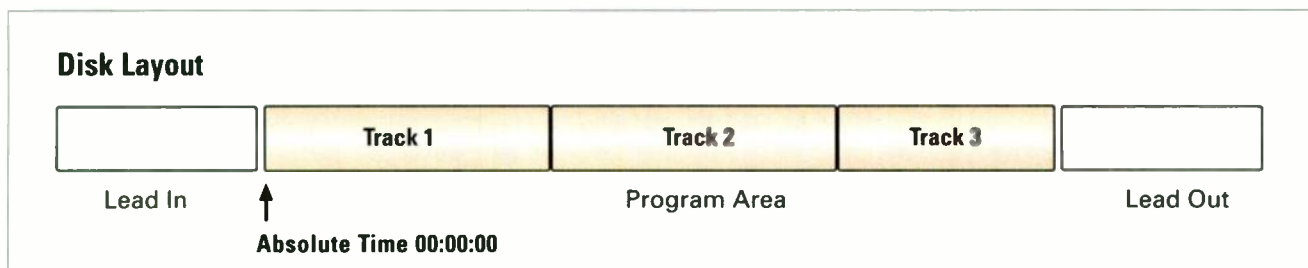 Disk Layout
Track 1 Track 2 Track 3
Lead In Program Area Lead Out
Absolute Time 00:00:00